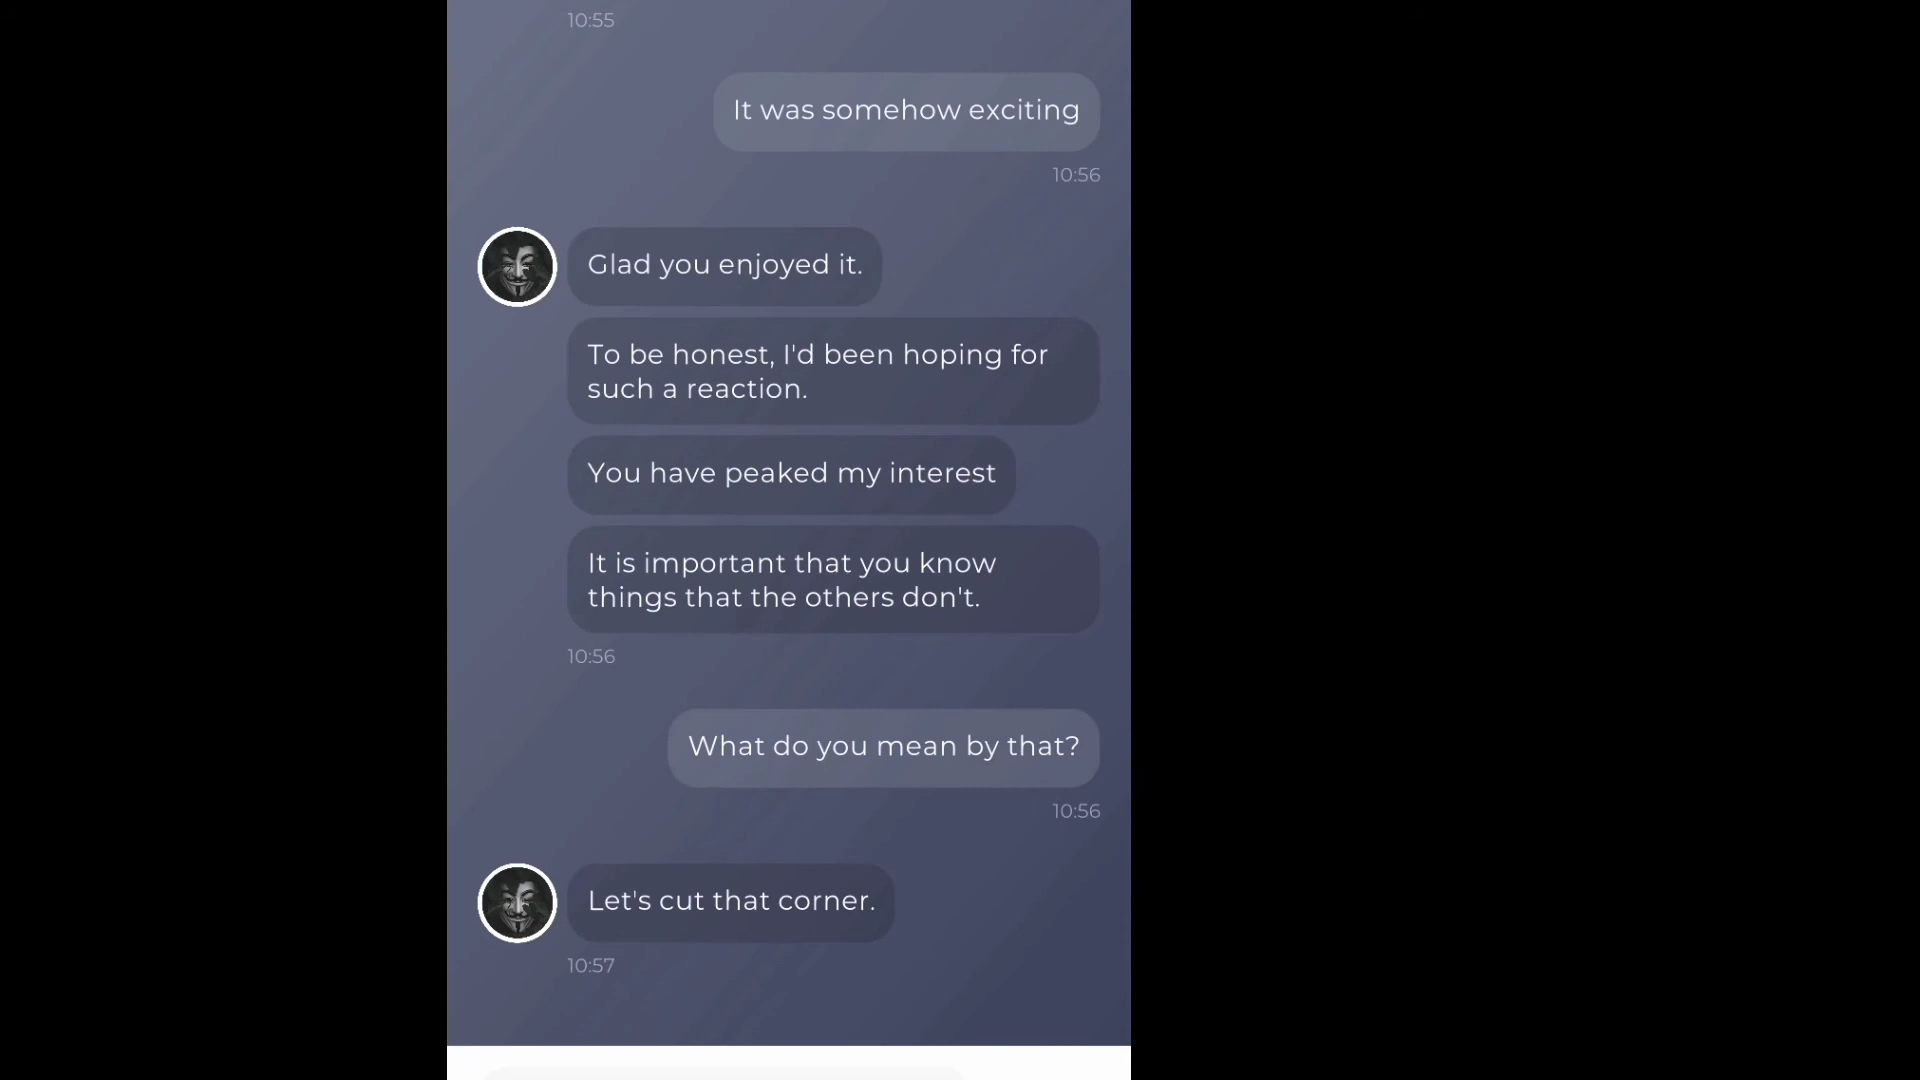 10:55
It was somehow exciting
10:56
Glad you enjoyed it.
To be honest, I'd been hoping for
such a reaction.
You have peaked my interest
It is important that you know
things that the others don't.
10:56
What do you mean by that?
10:56
Let's cut that corner.
10:57